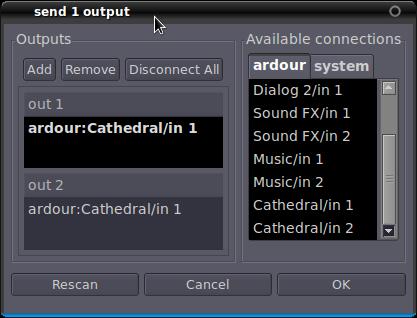 send 1 output
Outputs
Add Remove Disconnect All
out 1
ardour:Cathedral/in 1
out 2
ardour:Cathedral/in 1
Available connections
ardour system
Dialog 2/in 1
Sound FX/in 1
Sound FX/in 2
Music/in 1
Music/in 2
Cathedral/in 1
Cathedral/in 2
Rescan Cancel OK